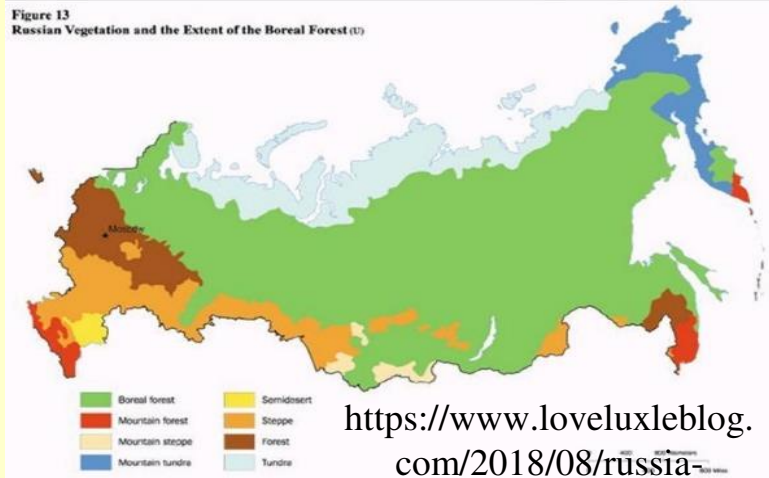 Figure 13
Russian Vegetation and the Extent of the Boreal Forest (U)
Moscow
Boreal forest
Mountain forest
Mountain steppe
Mountain tundra
Semidesert
Steppe
Forest
Tundra
https://www.loveluxleblog.
com/2018/08/russia-